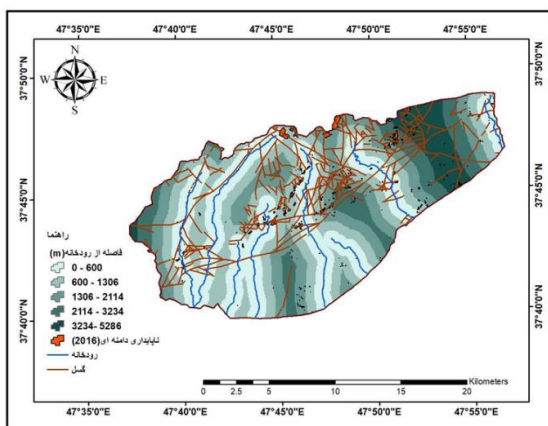 47°35'0"E 47°40'0"E 47°45'0"E 47°50'0"E 47°55'0"E
N
W E
S
37°50'0"N 37°50'0"N
37°45'0"N 37°45'0"N
37°40'0"N 37°40'0"N
راهنما
فاصله از رودخانه(m)
0 - 600
600 - 1306
1306 - 2114
2114 - 3234
3234- 5286
ناپایداری دامنه ای(2016)
رودخانه
گسل
Kilometers
0 2.5 5 10 15 20
47°35'0"E 47°40'0"E 47°45'0"E 47°50'0"E 47°55'0"E